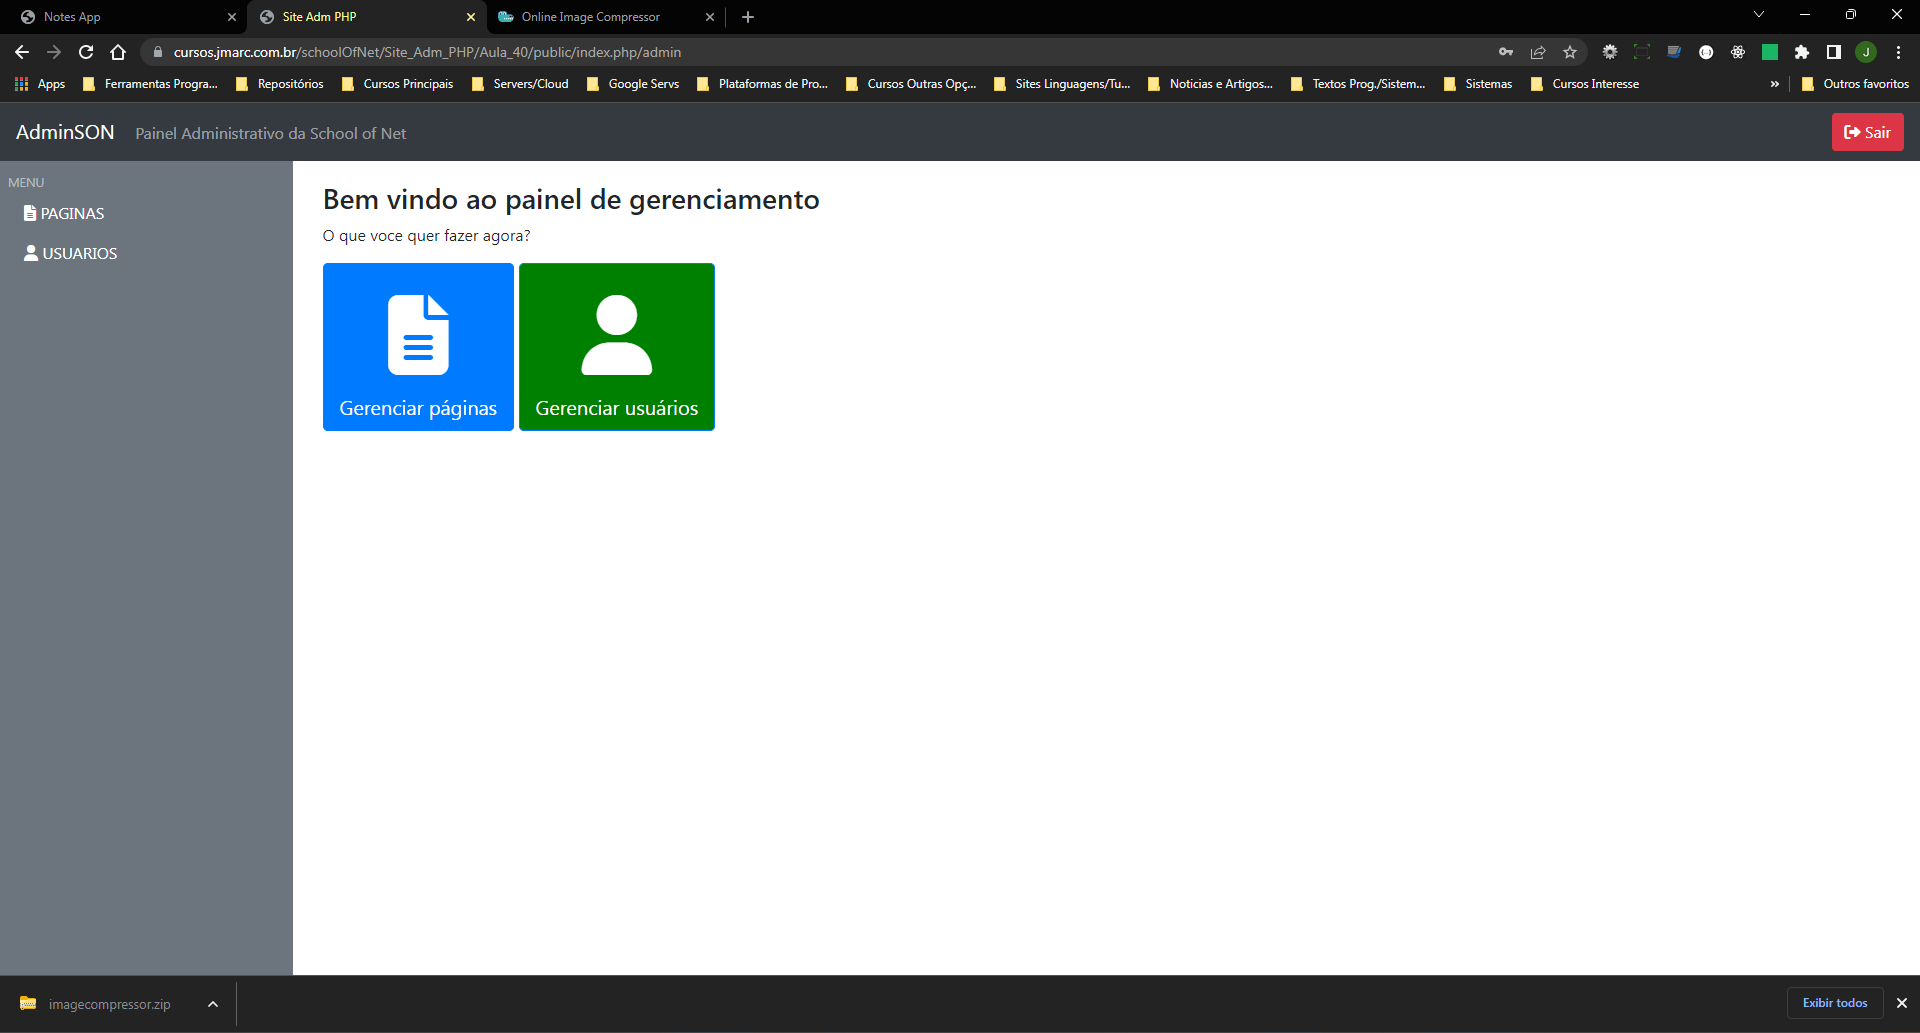 Notes App
Site Adm PHP
Online Image Compressor
cursos.jmarc.com.br/schoolOfNet/Site_Adm_PHP/Aula_40/public/index.php/admin
J
Apps
Ferramentas Progra...
Repositórios
Cursos Principais
Servers/Cloud
Google Servs
Plataformas de Pro...
Cursos Outras Opç...
Sites Linguagens/Tu...
Noticias e Artigos...
Textos Prog./Sistem...
Sistemas
Cursos Interesse
»
Outros favoritos
AdminSON
Painel Administrativo da School of Net
Sair
MENU
PAGINAS
USUARIOS
Bem vindo ao painel de gerenciamento
O que voce quer fazer agora?
Gerenciar páginas
Gerenciar usuários
imagecompressor.zip
Exibir todos